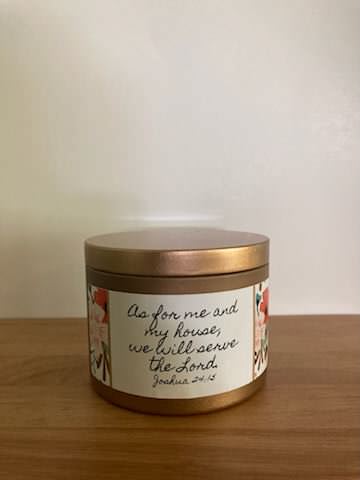 As for me and
my house,
we will serve
the Lord.
Joshua 24:15